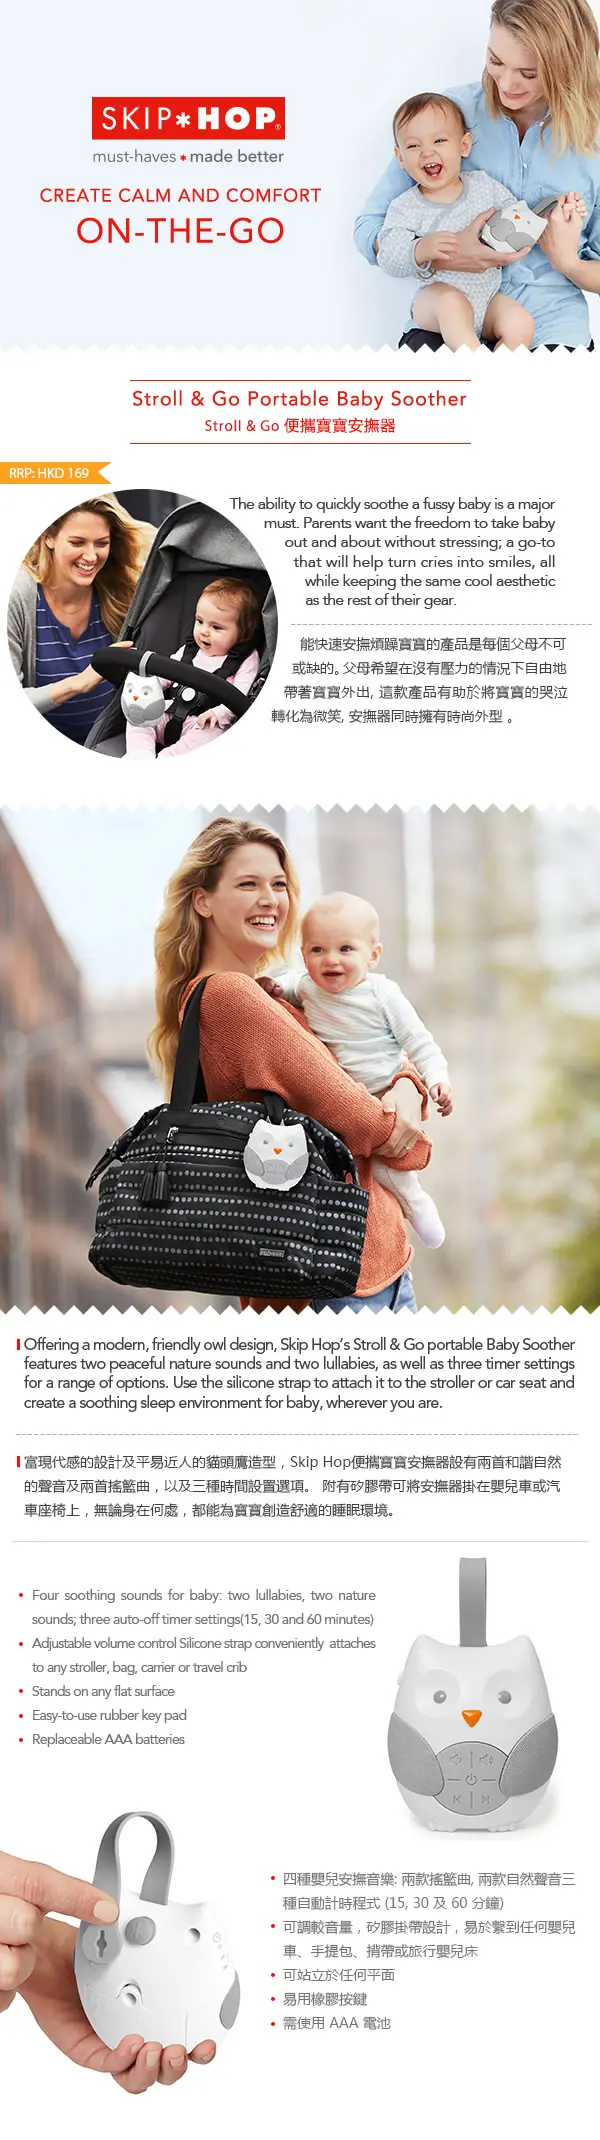 SKIP*HOP®
must-haves * made better
CREATE CALM AND COMFORT
ON-THE-GO
Stroll & Go Portable Baby Soother
Stroll & Go 便攜寶寶安撫器
RRP: HKD 169
The ability to quickly soothe a fussy baby is a major
must. Parents want the freedom to take baby
out and about without stressing; a go-to
that will help turn cries into smiles, all
while keeping the same cool aesthetic
as the rest of their gear.
能快速安撫煩躁寶寶的產品是每個父母不可
或缺的。父母希望在沒有壓力的情況下自由地
帶著寶寶外出, 這款產品有助於將寶寶的哭泣
轉化為微笑, 安撫器同時擁有時尚外型 。
Offering a modern, friendly owl design, Skip Hop's Stroll & Go portable Baby Soother
features two peaceful nature sounds and two lullabies, as well as three timer settings
for a range of options. Use the silicone strap to attach it to the stroller or car seat and
create a soothing sleep environment for baby, wherever you are.
富現代感的設計及平易近人的貓頭鷹造型，Skip Hop便攜寶寶安撫器設有兩首和諧自然
的聲音及兩首搖籃曲，以及三種時間設置選項。 附有矽膠帶可將安撫器掛在嬰兒車或汽
車座椅上，無論身在何處，都能為寶寶創造舒適的睡眠環境。
• Four soothing sounds for baby: two lullabies, two nature
sounds; three auto-off timer settings(15, 30 and 60 minutes)
• Adjustable volume control Silicone strap conveniently attaches
to any stroller, bag, carrier or travel crib
• Stands on any flat surface
• Easy-to-use rubber key pad
• Replaceable AAA batteries
• 四種嬰兒安撫音樂: 兩款搖籃曲, 兩款自然聲音三
種自動計時程式 (15, 30 及 60 分鐘)
• 可調較音量，矽膠掛帶設計，易於繫到任何嬰兒
車、手提包、揹帶或旅行嬰兒床
• 可站立於任何平面
• 易用橡膠按鍵
• 需使用 AAA 電池